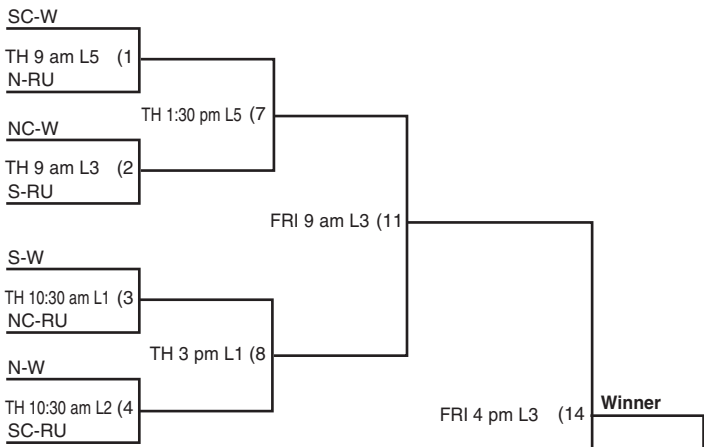 SC-W
TH 9 am L5 (1
N-RU
TH 1:30 pm L5 (7
NC-W
TH 9 am L3 (2
S-RU
FRI 9 am L3 (11
S-W
TH 10:30 am L1 (3
NC-RU
TH 3 pm L1 (8
N-W
TH 10:30 am L2 (4
SC-RU
FRI 4 pm L3 (14
Winner